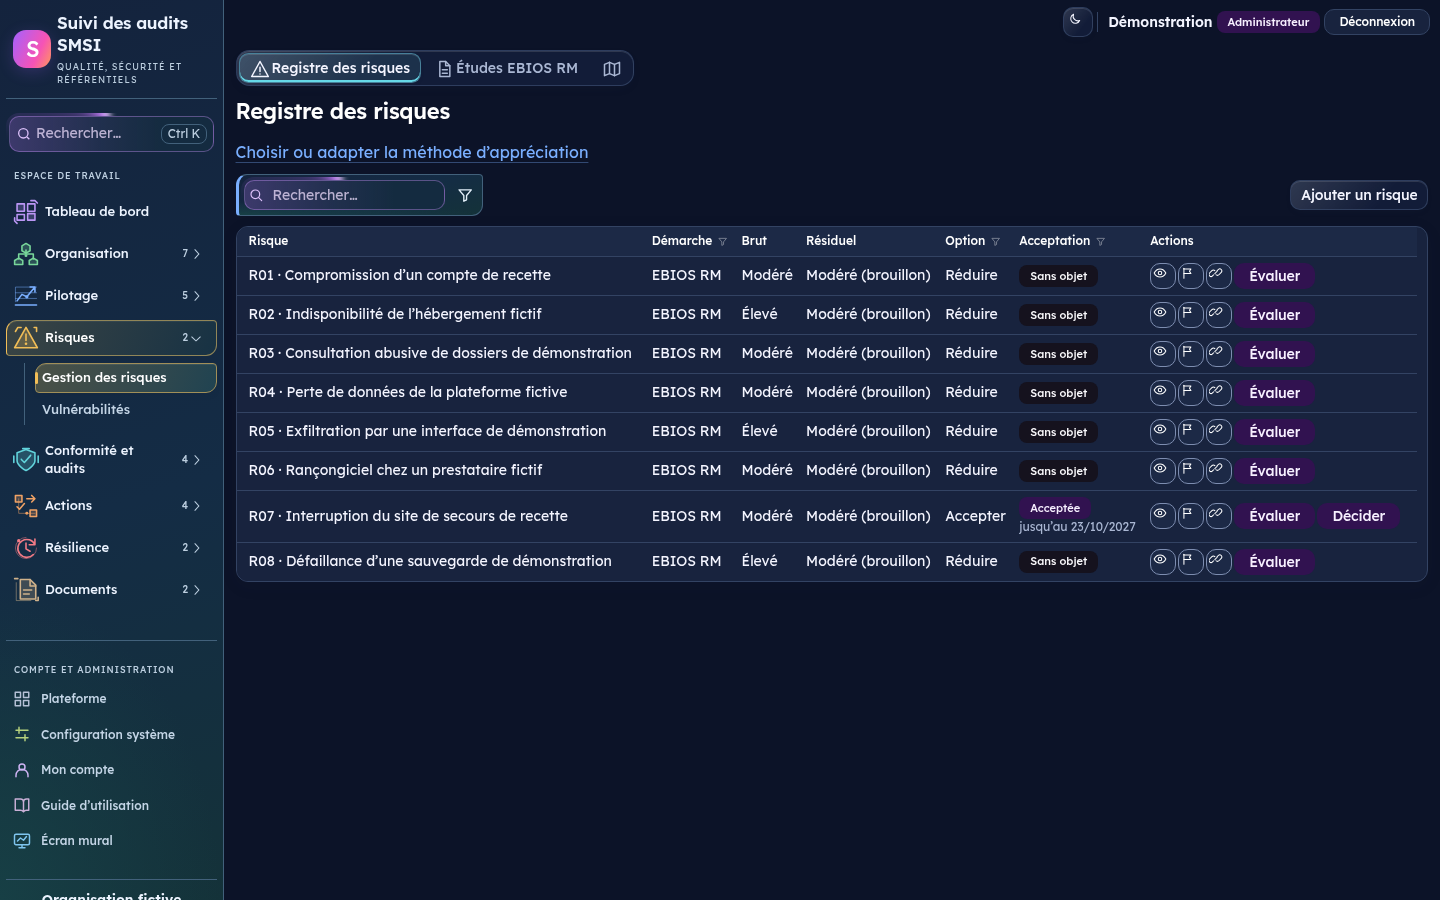 Suivi des audits
SMSI
QUALITÉ, SÉCURITÉ ET
RÉFÉRENTIELS
Rechercher… Ctrl K
ESPACE DE TRAVAIL
Tableau de bord
Organisation 7
Pilotage 5
Risques 2
Gestion des risques
Vulnérabilités
Conformité et
audits 4
Actions 4
Résilience 2
Documents 2
COMPTE ET ADMINISTRATION
Plateforme
Configuration système
Mon compte
Guide d’utilisation
Écran mural
Organisation fictive
Démonstration Administrateur Déconnexion
Registre des risques Études EBIOS RM
Registre des risques
Choisir ou adapter la méthode d’appréciation
Rechercher… Ajouter un risque
Risque Démarche Brut Résiduel Option Acceptation Actions
R01 · Compromission d’un compte de recette EBIOS RM Modéré Modéré (brouillon) Réduire Sans objet Évaluer
R02 · Indisponibilité de l’hébergement fictif EBIOS RM Élevé Modéré (brouillon) Réduire Sans objet Évaluer
R03 · Consultation abusive de dossiers de démonstration EBIOS RM Modéré Modéré (brouillon) Réduire Sans objet Évaluer
R04 · Perte de données de la plateforme fictive EBIOS RM Modéré Modéré (brouillon) Réduire Sans objet Évaluer
R05 · Exfiltration par une interface de démonstration EBIOS RM Élevé Modéré (brouillon) Réduire Sans objet Évaluer
R06 · Rançongiciel chez un prestataire fictif EBIOS RM Modéré Modéré (brouillon) Réduire Sans objet Évaluer
R07 · Interruption du site de secours de recette EBIOS RM Modéré Modéré (brouillon) Accepter Acceptée Évaluer Décider
jusqu’au 23/10/2027
R08 · Défaillance d’une sauvegarde de démonstration EBIOS RM Élevé Modéré (brouillon) Réduire Sans objet Évaluer